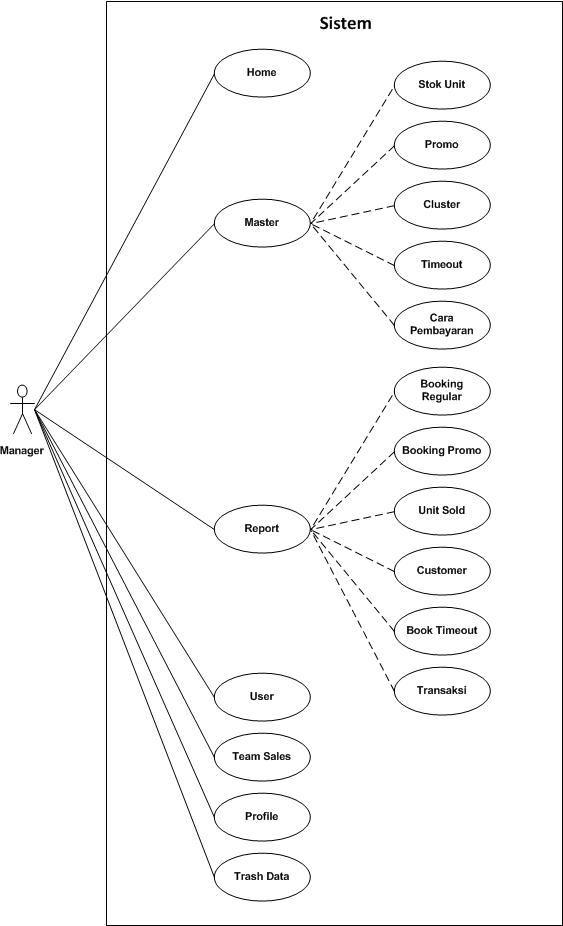 Sistem
Home
Stok Unit
Promo
Master
Cluster
Timeout
Cara
Pembayaran
Manager
Booking
Regular
Booking Promo
Report
Unit Sold
Customer
Book Timeout
Transaksi
User
Team Sales
Profile
Trash Data